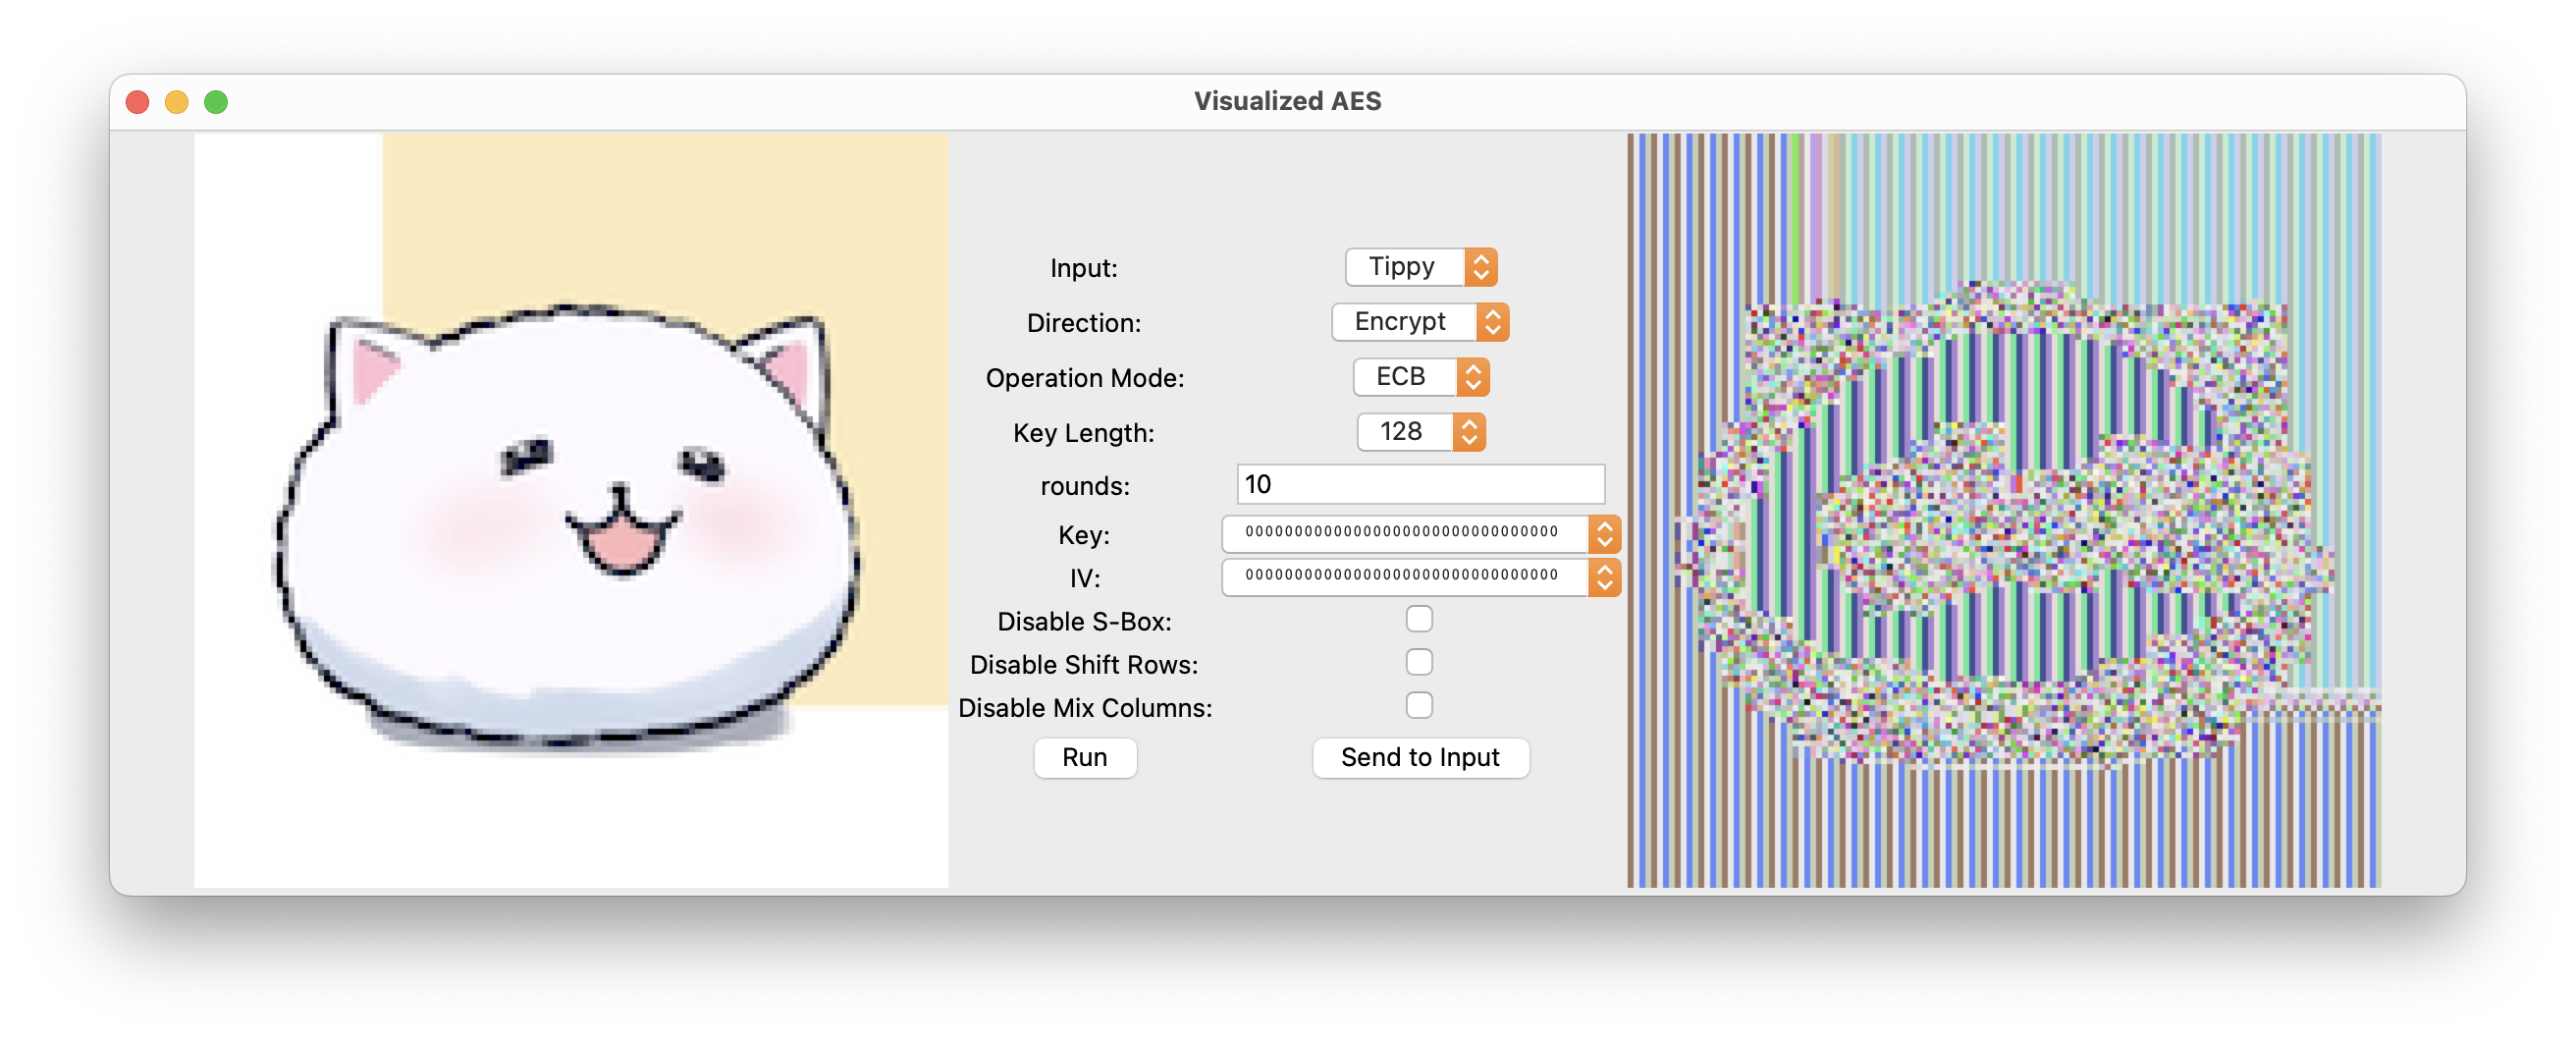 Visualized AES
Input: Tippy
Direction: Encrypt
Operation Mode: ECB
Key Length: 128
rounds: 10
Key: 00000000000000000000000000000000
IV: 00000000000000000000000000000000
Disable S-Box:
Disable Shift Rows:
Disable Mix Columns:
Run Send to Input